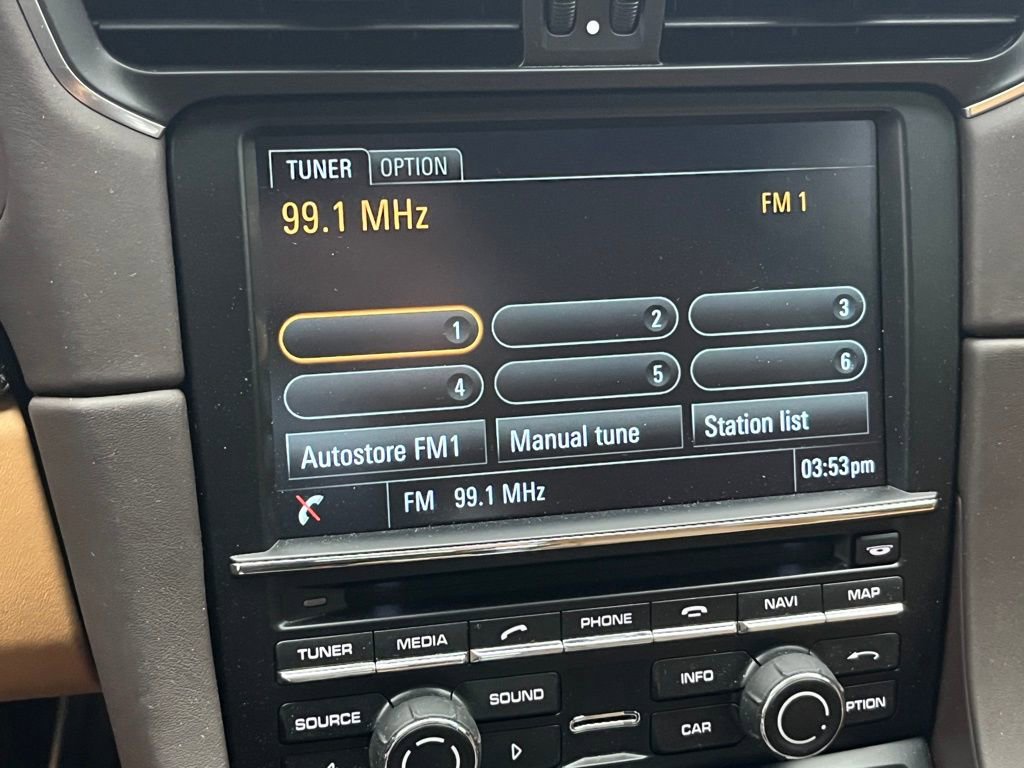 TUNER OPTION
99.1 MHz FM 1
1 2 3
4 5 6
Autostore FM1 Manual tune Station list
FM 99.1 MHz 03:53pm
TUNER MEDIA PHONE NAVI MAP
SOURCE SOUND INFO
CAR PTION